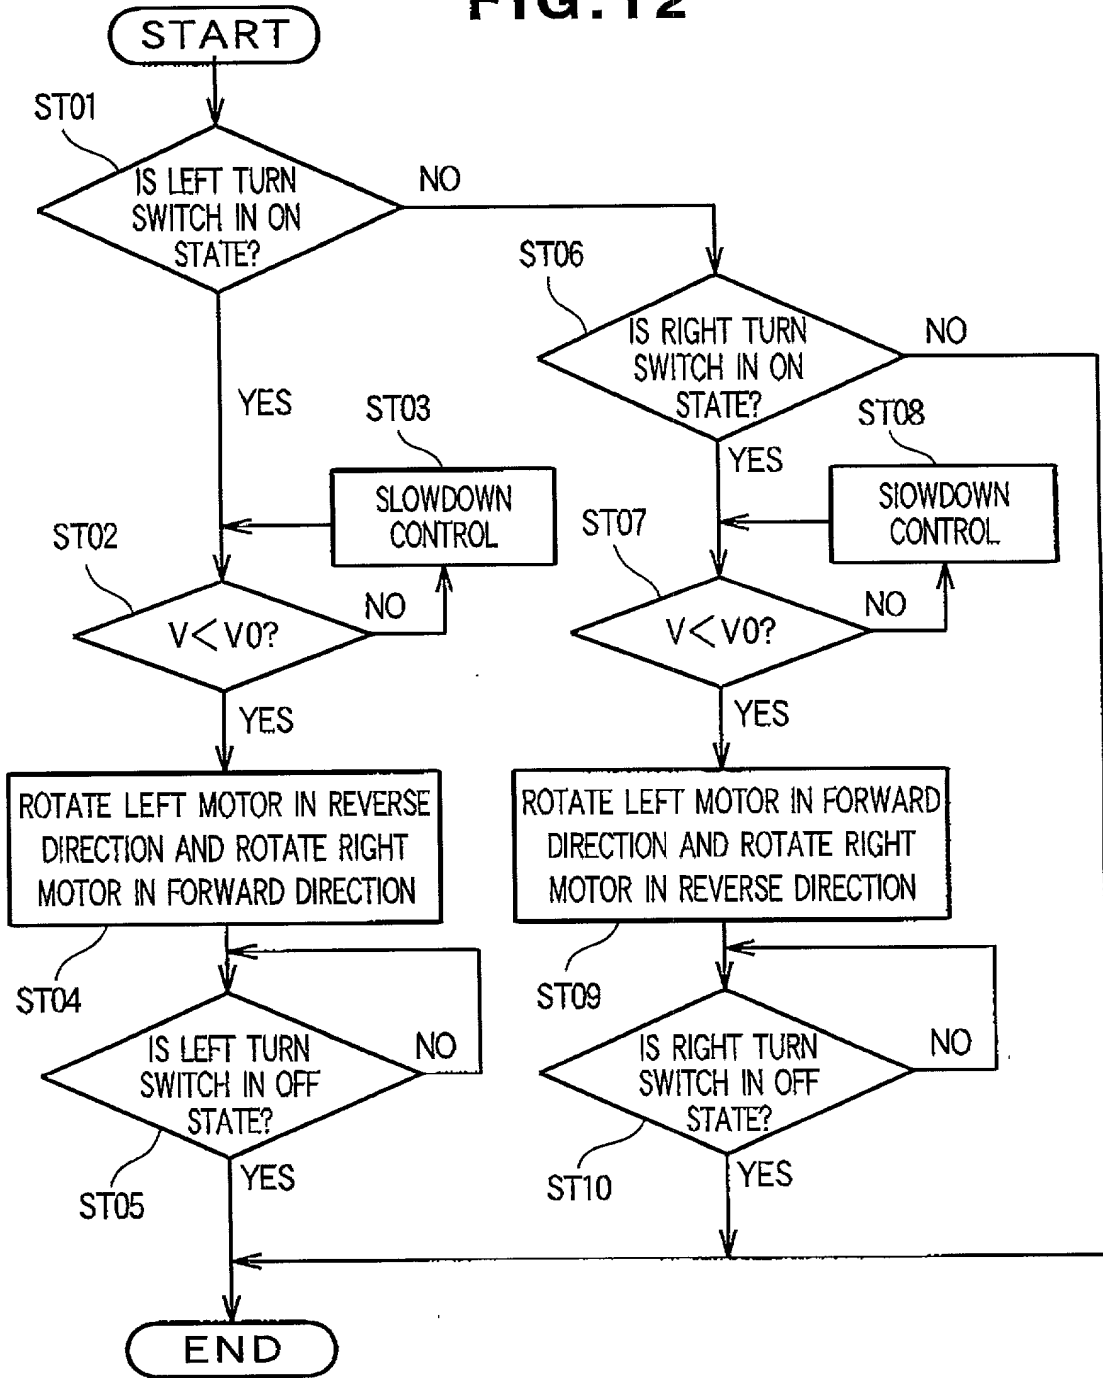 FIG.12
START
ST01
IS LEFT TURN
SWITCH IN ON
STATE?
NO
YES
ST06
IS RIGHT TURN
SWITCH IN ON
STATE?
NO
YES
ST03
SLOWDOWN
CONTROL
ST02
V<V0?
NO
YES
ST08
SIOWDOWN
CONTROL
ST07
V<V0?
NO
YES
ROTATE LEFT MOTOR IN REVERSE
DIRECTION AND ROTATE RIGHT
MOTOR IN FORWARD DIRECTION
ST04
ROTATE LEFT MOTOR IN FORWARD
DIRECTION AND ROTATE RIGHT
MOTOR IN REVERSE DIRECTION
ST09
IS LEFT TURN
SWITCH IN OFF
STATE?
NO
YES
ST05
IS RIGHT TURN
SWITCH IN OFF
STATE?
NO
YES
ST10
END